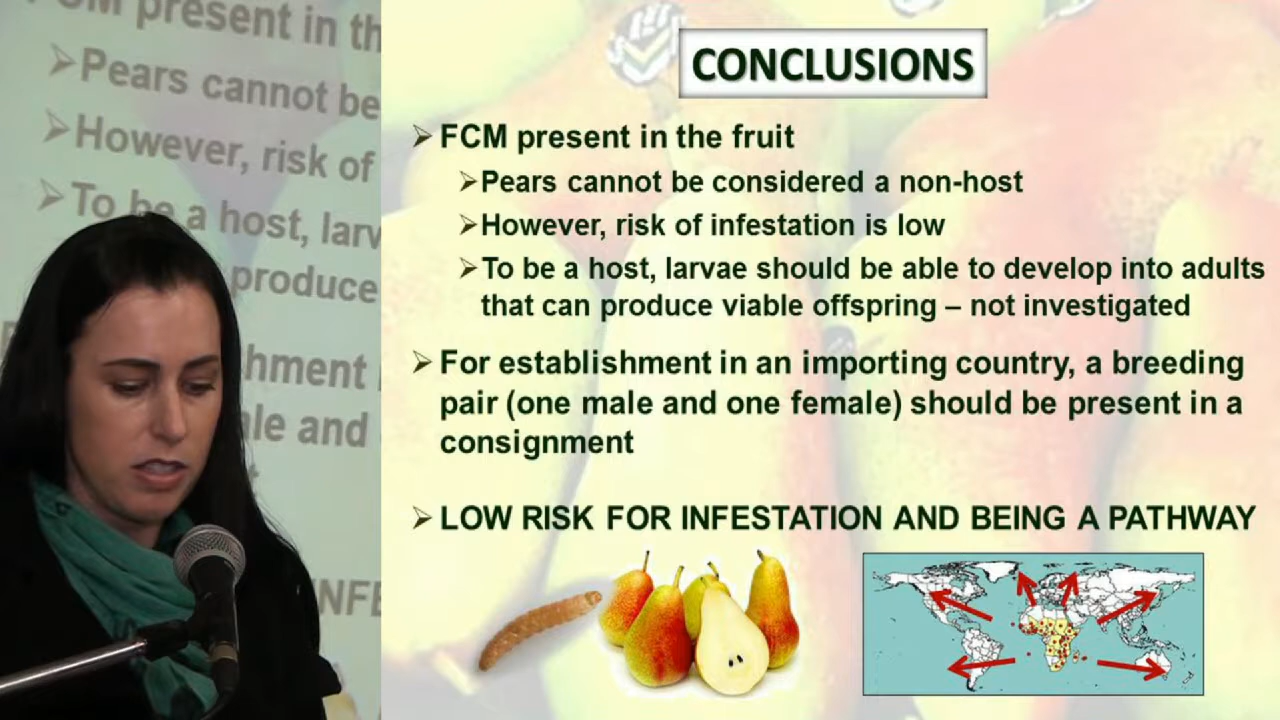 CM present in th
Pears cannot be
However, risk of
To be a host, larv
produce
hment
le and
INFE
CONCLUSIONS
FCM present in the fruit
Pears cannot be considered a non-host
However, risk of infestation is low
To be a host, larvae should be able to develop into adults
that can produce viable offspring – not investigated
For establishment in an importing country, a breeding
pair (one male and one female) should be present in a
consignment
LOW RISK FOR INFESTATION AND BEING A PATHWAY